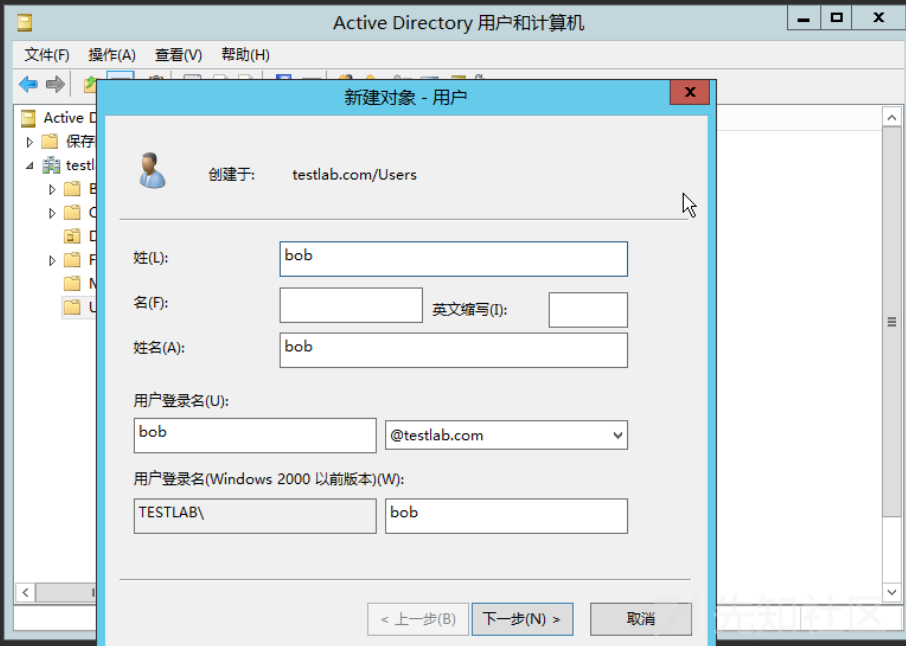 Active Directory 用户和计算机
文件(F) 操作(A) 查看(V) 帮助(H)
新建对象 - 用户
Active D
保存
创建于: testlab.com/Users
姓(L): bob
名(F): 英文缩写(I):
姓名(A): bob
用户登录名(U):
bob @testlab.com
用户登录名(Windows 2000 以前版本)(W):
TESTLAB\ bob
< 上一步(B) 下一步(N) > 取消
先知社区